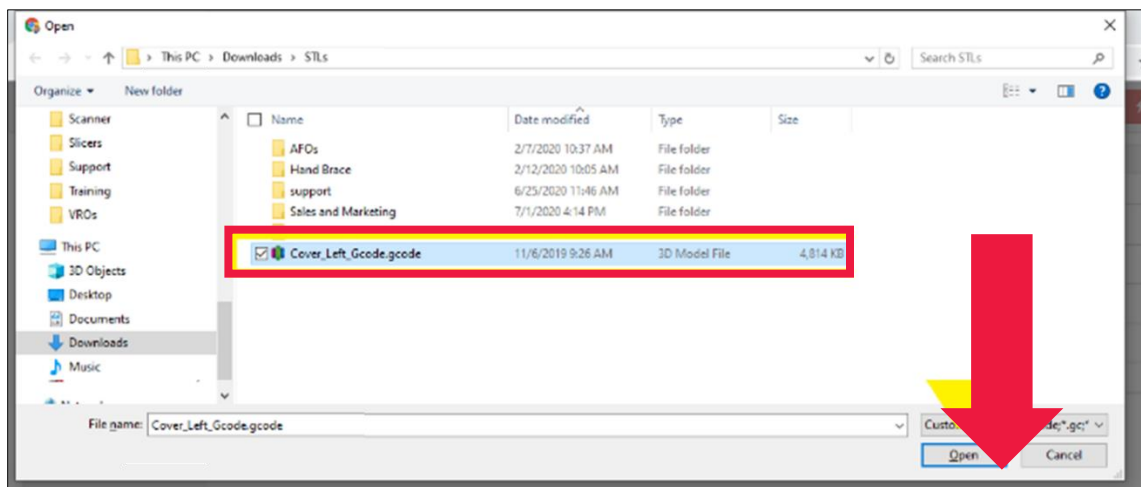 Open
This PC > Downloads > STLs
Search STLs
Organize
New folder
Scanner
Slicers
Support
Training
VROs
This PC
3D Objects
Desktop
Documents
Downloads
Music
Name Date modified Type Size
AFOs 2/7/2020 10:37 AM File folder
Hand Brace 2/12/2020 10:05 AM File folder
support 6/25/2020 11:46 AM File folder
Sales and Marketing 7/1/2020 4:14 PM File folder
Cover_Left_Gcode.gcode 11/6/2019 9:26 AM 3D Model File 4,814 KB
File name: Cover_Left_Gcode.gcode
Open
Cancel